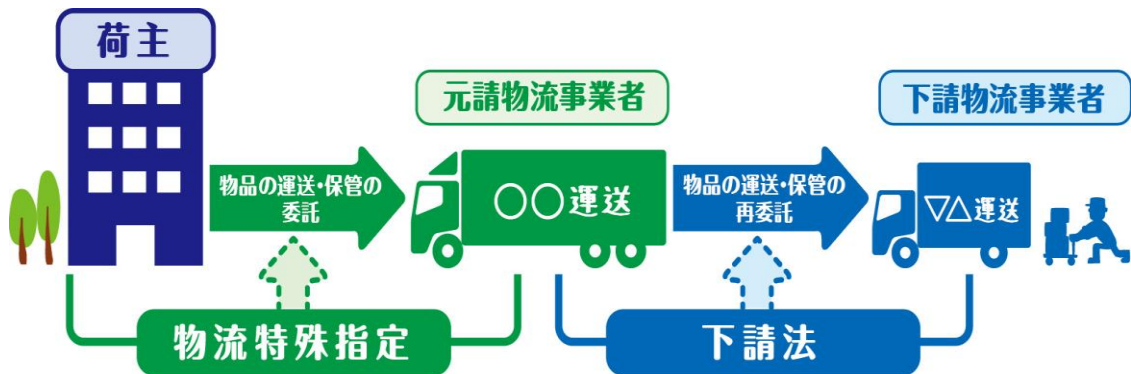 荷主
元請物流事業者
下請物流事業者
物品の運送・保管の
委託
○○運送
物品の運送・保管の
再委託
▽△運送
物流特殊指定
下請法